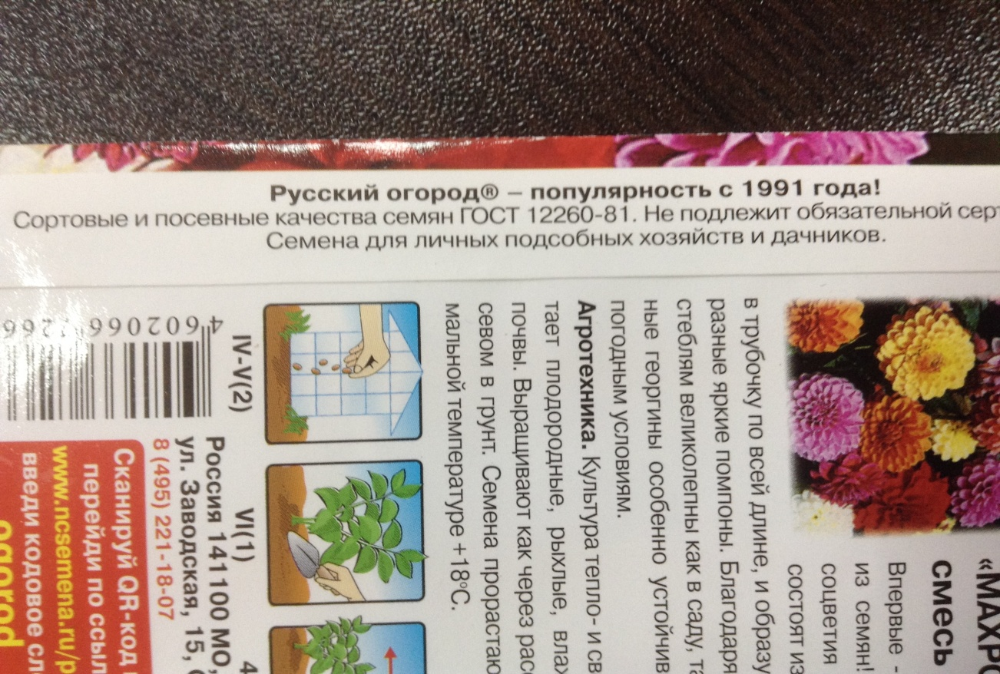 Русский огород® – популярность с 1991 года!
Сортовые и посевные качества семян ГОСТ 12260-81. Не подлежит обязательной серт
Семена для личных подсобных хозяйств и дачников.
«МАХРО
смесь
Впервые -
из семян!
соцветия
состоят из
в трубочку по всей длине, и образу
разные яркие помпоны. Благодаря
стеблям великолепны как в саду, та
ные георгины особенно устойчив
погодным условиям.
Агротехника. Культура тепло- и св
тает плодородные, рыхлые, влаж
почвы. Выращивают как через расс
севом в грунт. Семена прорастаю
мальной температуре +18°С.
IV-V(2)
VI(1)
4
4 602066
Россия 141100 МО,
ул. Заводская, 15,
8 (495) 221-18-07
Сканируй QR-код
перейди по ссыл
www.ncsemena.ru/p
введи кодовое сл
ogorod